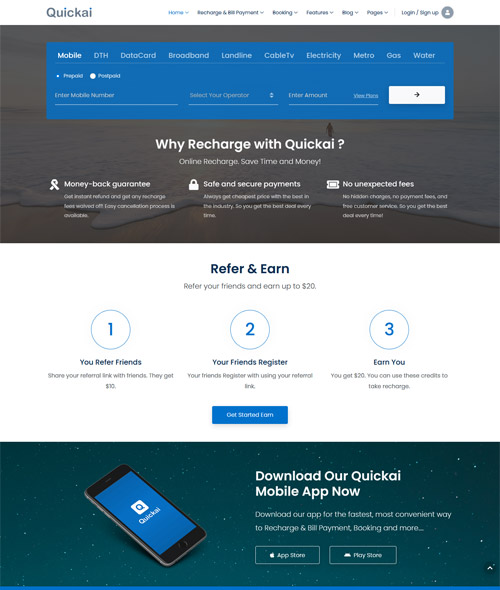 Quickai
Home Recharge & Bill Payment Booking Features Blog Pages Login / Sign up
Mobile DTH DataCard Broadband Landline CableTv Electricity Metro Gas Water
Prepaid Postpaid
Enter Mobile Number Select Your Operator Enter Amount View Plans
Why Recharge with Quickai ?
Online Recharge. Save Time and Money!
Money-back guarantee
Get instant refund and get any recharge
fees waived off! Easy cancellation process is
available.
Safe and secure payments
Always get cheapest price with the best in
the industry. So you get the best deal every
time.
No unexpected fees
No hidden charges, no payment fees, and
free customer service. So you get the best
deal every time!
Refer & Earn
Refer your friends and earn up to $20.
1
You Refer Friends
Share your referral link with friends. They get
$10.
2
Your Friends Register
Your friends Register with using your referral
link.
3
Earn You
You get $20. You can use these credits to
take recharge.
Get Started Earn
Quickai
Download Our Quickai
Mobile App Now
Download our app for the fastest, most convenient way
to Recharge & Bill Payment, Booking and more....
App Store Play Store